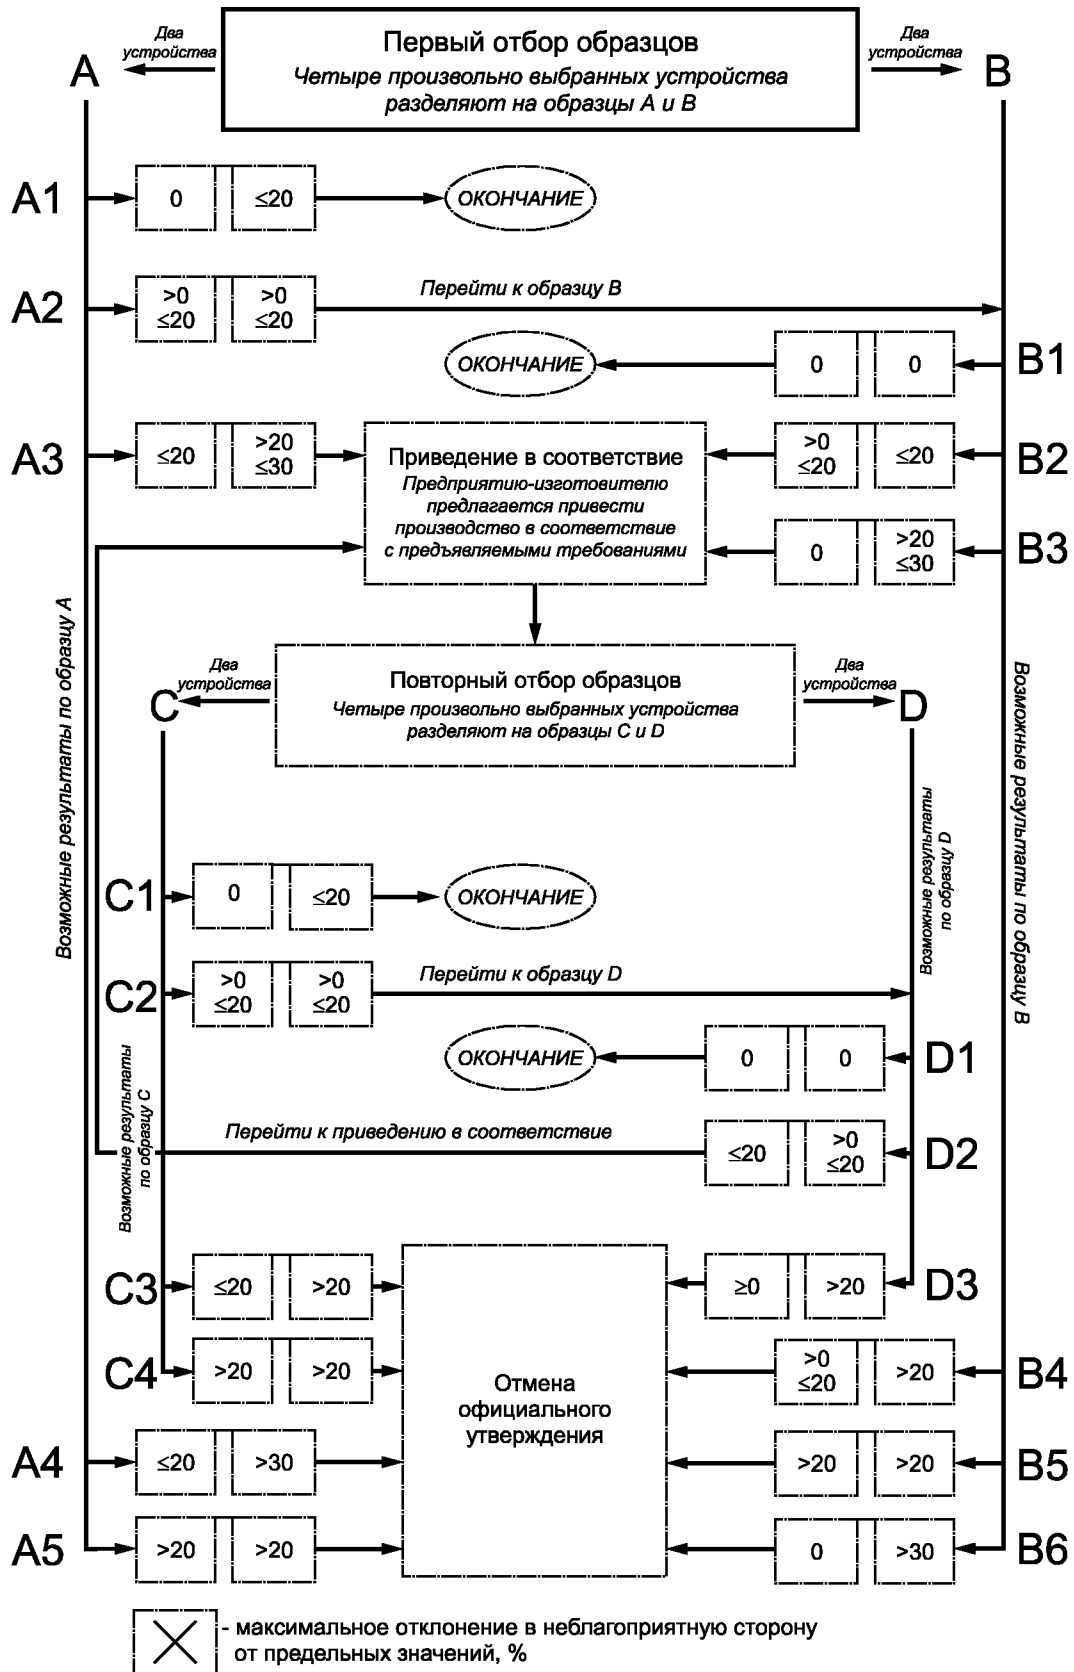 Два
устройства
Первый отбор образцов
Четыре произвольно выбранных устройства
разделяют на образцы А и В
Два
устройства
A
B
A1
0
≤20
ОКОНЧАНИЕ
A2
>0
≤20
>0
≤20
Перейти к образцу В
ОКОНЧАНИЕ
0
0
B1
A3
≤20
>20
≤30
Приведение в соответствие
Предприятию-изготовителю
предлагается привести
производство в соответствие
с предъявляемыми требованиями
>0
≤20
≤20
B2
0
>20
≤30
B3
Возможные результаты по образцу А
Возможные результаты по образцу В
Два
устройства
Повторный отбор образцов
Четыре произвольно выбранных устройства
разделяют на образцы С и D
Два
устройства
C
D
Возможные результаты
по образцу D
C1
0
≤20
ОКОНЧАНИЕ
C2
>0
≤20
>0
≤20
Перейти к образцу D
ОКОНЧАНИЕ
0
0
D1
Возможные результаты
по образцу С
Перейти к приведению в соответствие
≤20
>0
≤20
D2
C3
≤20
>20
≥0
>20
D3
C4
>20
>20
Отмена
официального
утверждения
>0
≤20
>20
B4
A4
≤20
>30
>20
>20
B5
A5
>20
>20
0
>30
B6
- максимальное отклонение в неблагоприятную сторону
от предельных значений, %